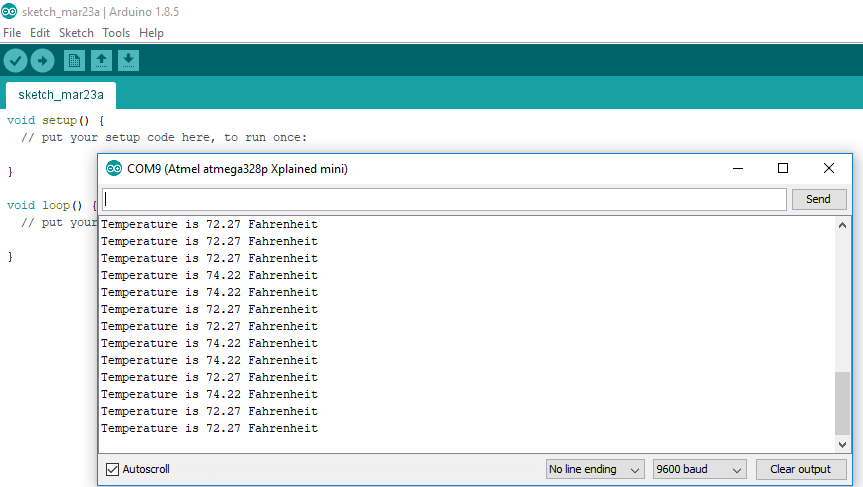 sketch_mar23a | Arduino 1.8.5
File Edit Sketch Tools Help
sketch_mar23a
void setup() {
  // put your setup code here, to run once:
}
void loop() {
  // put your
}
COM9 (Atmel atmega328p Xplained mini)
Send
Temperature is 72.27 Fahrenheit
Temperature is 72.27 Fahrenheit
Temperature is 72.27 Fahrenheit
Temperature is 74.22 Fahrenheit
Temperature is 74.22 Fahrenheit
Temperature is 72.27 Fahrenheit
Temperature is 72.27 Fahrenheit
Temperature is 74.22 Fahrenheit
Temperature is 74.22 Fahrenheit
Temperature is 72.27 Fahrenheit
Temperature is 74.22 Fahrenheit
Temperature is 72.27 Fahrenheit
Temperature is 72.27 Fahrenheit
Autoscroll No line ending 9600 baud Clear output